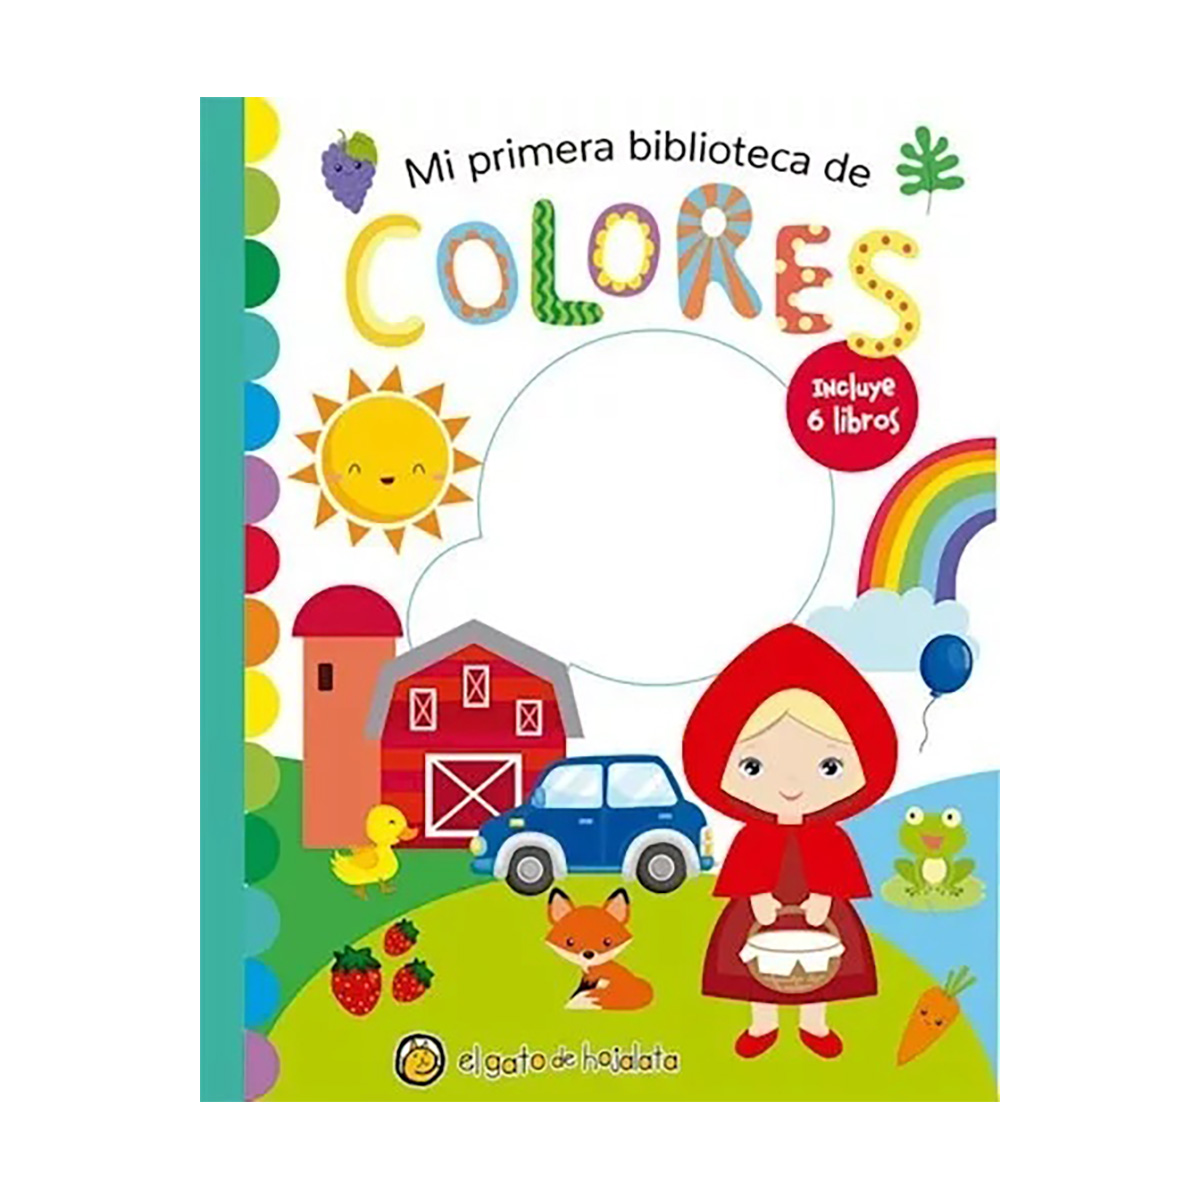 Mi primera biblioteca de
COLORES
Incluye
6 libros
el gato de hojalata